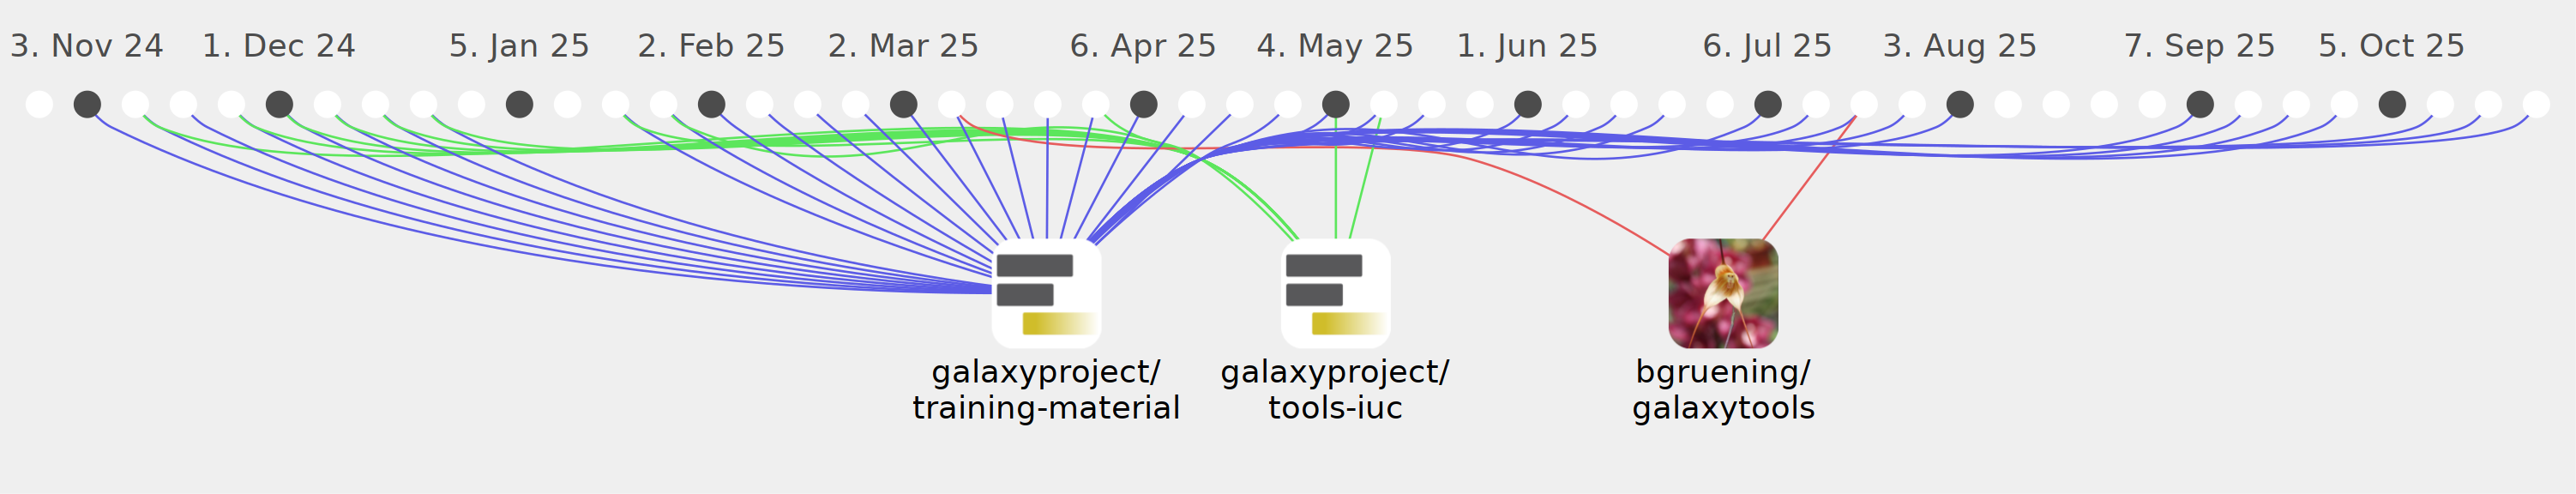 3. Nov 24 1. Dec 24 5. Jan 25 2. Feb 25 2. Mar 25 6. Apr 25 4. May 25 1. Jun 25 6. Jul 25 3. Aug 25 7. Sep 25 5. Oct 25
galaxyproject/
training-material
galaxyproject/
tools-iuc
bgruening/
galaxytools